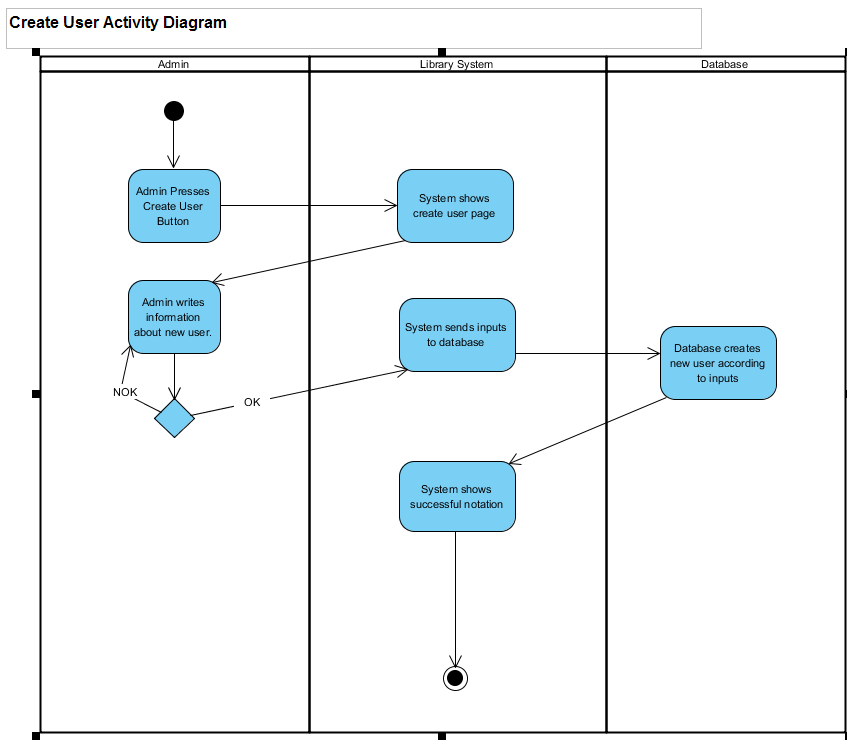 Create User Activity Diagram
Admin
Library System
Database
Admin Presses
Create User
Button
System shows
create user page
Admin writes
information
about new user.
System sends inputs
to database
Database creates
new user according
to inputs
NOK
OK
System shows
successful notation